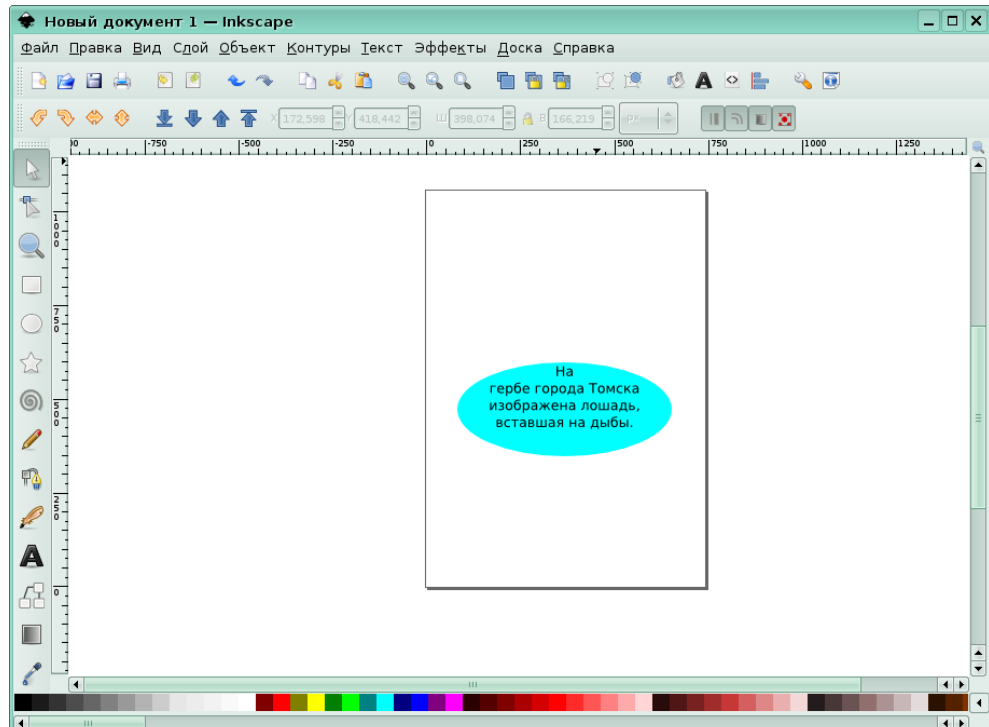 Новый документ 1 — Inkscape
Файл Правка Вид Слой Объект Контуры Текст Эффекты Доска Справка
X 172,598 Y 418,442 Ш 398,074 В 166,219 px
-750 -500 -250 0 250 500 750 1000 1250
1000
750
500
250
0
На
гербе города Томска
изображена лошадь,
вставшая на дыбы.